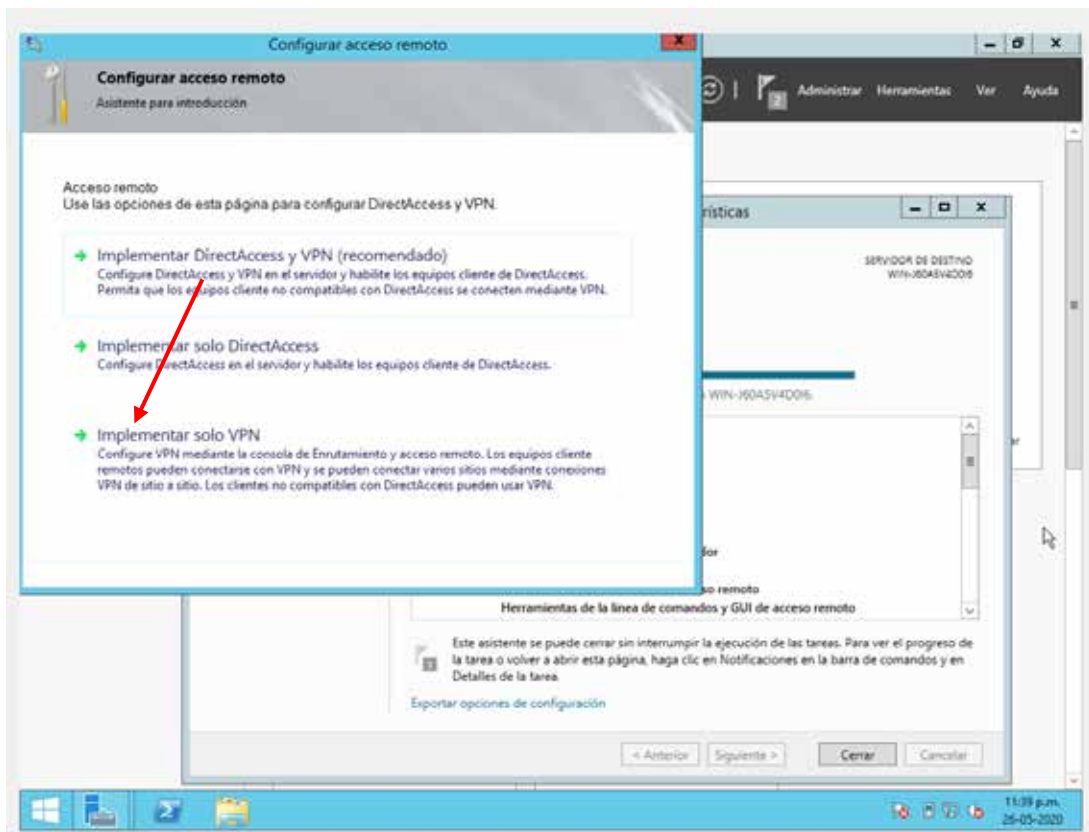 Configurar acceso remoto
Configurar acceso remoto
Asistente para introducción
Administrar Herramientas Ver Ayuda
2
Acceso remoto
Use las opciones de esta página para configurar DirectAccess y VPN.
Implementar DirectAccess y VPN (recomendado)
Configure DirectAccess y VPN en el servidor y habilite los equipos cliente de DirectAccess.
Permita que los equipos cliente no compatibles con DirectAccess se conecten mediante VPN.
Implementar solo DirectAccess
Configure DirectAccess en el servidor y habilite los equipos cliente de DirectAccess.
Implementar solo VPN
Configure VPN mediante la consola de Enrutamiento y acceso remoto. Los equipos cliente
remotos pueden conectarse con VPN y se pueden conectar varios sitios mediante conexiones
VPN de sitio a sitio. Los clientes no compatibles con DirectAccess pueden usar VPN.
rísticas
SERVIDOR DE DESTINO
remoto
Herramientas de la línea de comandos y GUI de acceso remoto
Este asistente se puede cerrar sin interrumpir la ejecución de las tareas. Para ver el progreso de
la tarea o volver a abrir esta página, haga clic en Notificaciones en la barra de comandos y en
Detalles de la tarea.
Exportar opciones de configuración
< Anterior Siguiente > Cerrar Cancelar
11:39 p.m.
26-05-2020